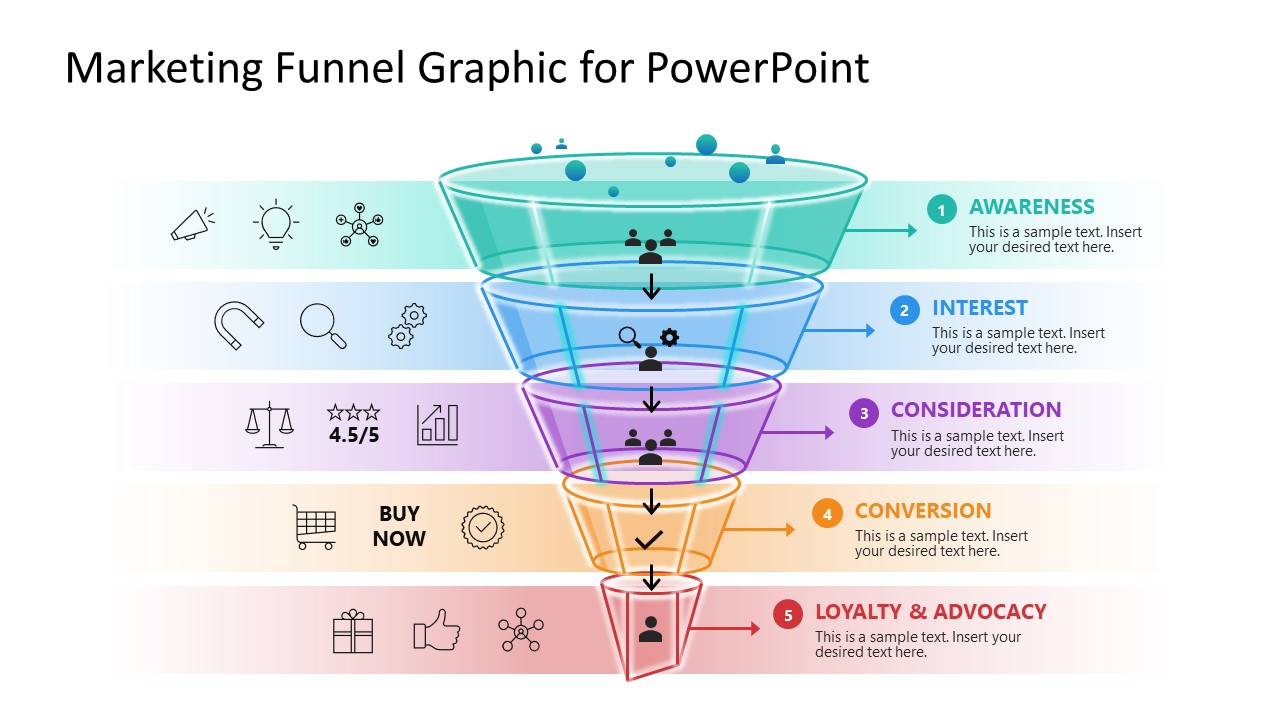 Marketing Funnel Graphic for PowerPoint
1
AWARENESS
This is a sample text. Insert
your desired text here.
2
INTEREST
This is a sample text. Insert
your desired text here.
4.5/5
3
CONSIDERATION
This is a sample text. Insert
your desired text here.
BUY
NOW
4
CONVERSION
This is a sample text. Insert
your desired text here.
5
LOYALTY & ADVOCACY
This is a sample text. Insert your
desired text here.